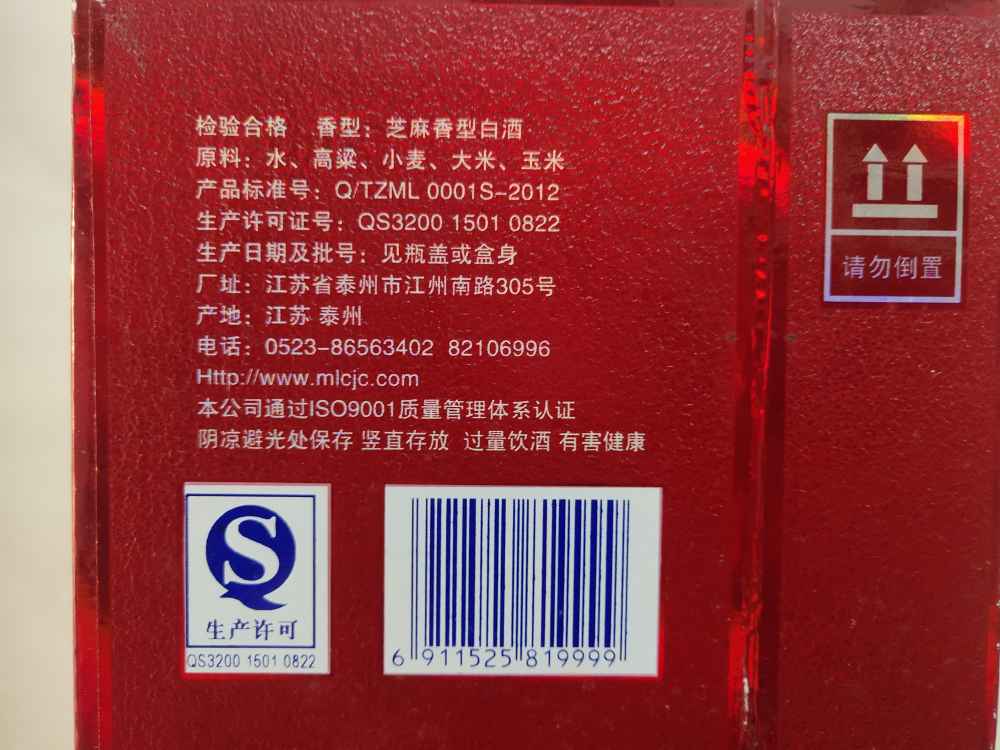 检验合格 香型：芝麻香型白酒
原料：水、高粱、小麦、大米、玉米
产品标准号：Q/TZML 0001S-2012
生产许可证号：QS3200 1501 0822
生产日期及批号：见瓶盖或盒身
厂址：江苏省泰州市江州南路305号
产地：江苏 泰州
电话：0523-86563402 82106996
Http://www.mlcjc.com
本公司通过ISO9001质量管理体系认证
阴凉避光处保存 竖直存放 过量饮酒 有害健康
请勿倒置
S
生产许可
QS3200 1501 0822
6 911525 819999